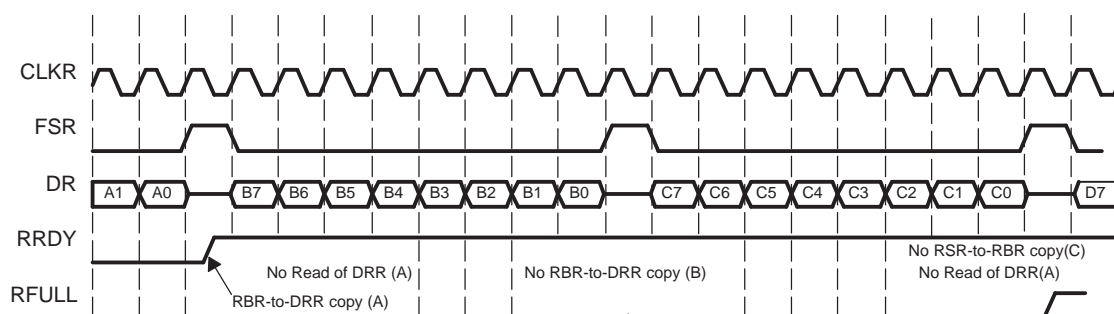 CLKR
FSR
DR A1 A0 B7 B6 B5 B4 B3 B2 B1 B0 C7 C6 C5 C4 C3 C2 C1 C0 D7
RRDY
No RSR-to-RBR copy(C)
No Read of DRR (A) No RBR-to-DRR copy (B) No Read of DRR(A)
RBR-to-DRR copy (A)
RFULL